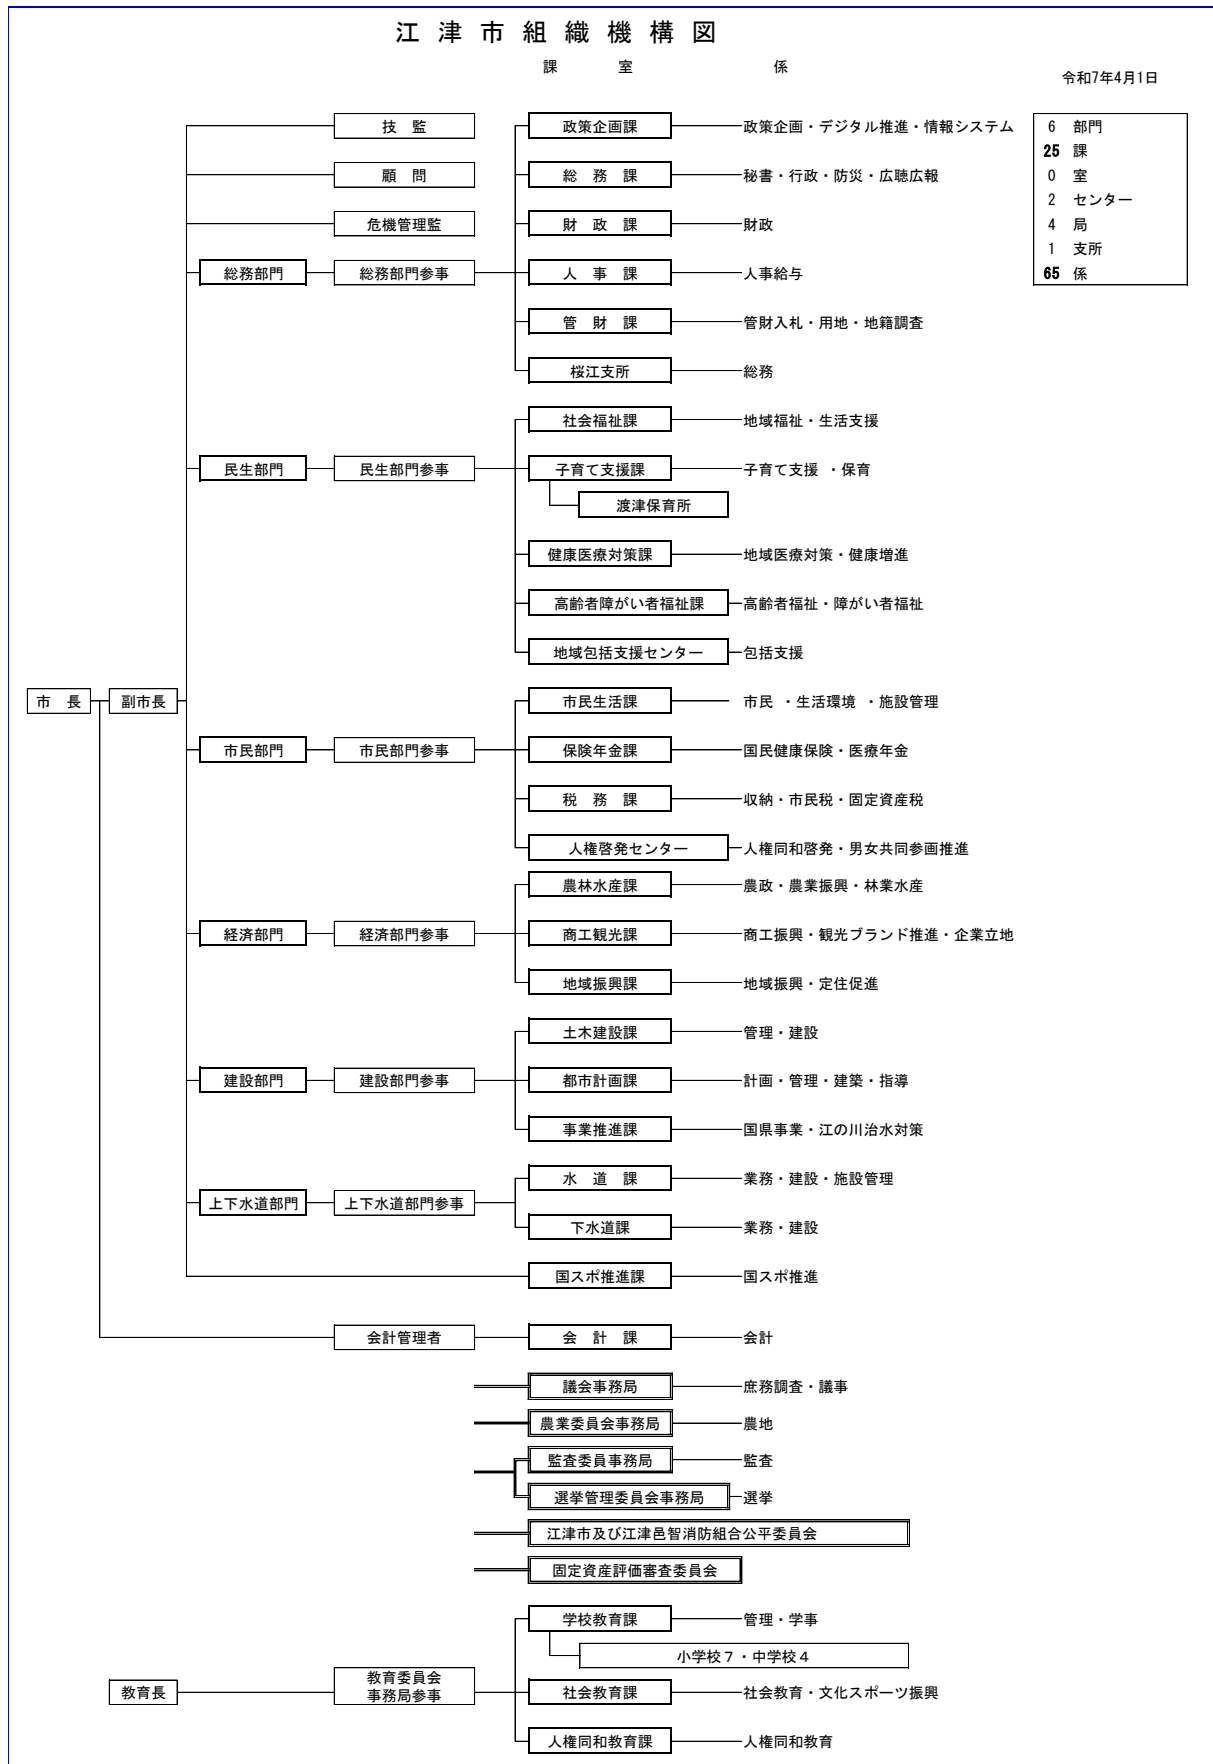 江津市組織機構図
課 室 係
令和7年4月1日
6 部門
25 課
0 室
2 センター
4 局
1 支所
65 係
技 監
政策企画課 政策企画・デジタル推進・情報システム
顧 問
総 務 課 秘書・行政・防災・広聴広報
危機管理監
財 政 課 財政
総務部門 総務部門参事 人 事 課 人事給与
管 財 課 管財入札・用地・地籍調査
桜江支所 総務
社会福祉課 地域福祉・生活支援
民生部門 民生部門参事 子育て支援課 子育て支援 ・保育
渡津保育所
健康医療対策課 地域医療対策・健康増進
高齢者障がい者福祉課 高齢者福祉・障がい者福祉
地域包括支援センター 包括支援
市 長 副市長 市民生活課 市民 ・生活環境 ・施設管理
市民部門 市民部門参事 保険年金課 国民健康保険・医療年金
税 務 課 収納・市民税・固定資産税
人権啓発センター 人権同和啓発・男女共同参画推進
農林水産課 農政・農業振興・林業水産
経済部門 経済部門参事 商工観光課 商工振興・観光ブランド推進・企業立地
地域振興課 地域振興・定住促進
土木建設課 管理・建設
建設部門 建設部門参事 都市計画課 計画・管理・建築・指導
事業推進課 国県事業・江の川治水対策
水 道 課 業務・建設・施設管理
上下水道部門 上下水道部門参事
下水道課 業務・建設
国スポ推進課 国スポ推進
会計管理者 会 計 課 会計
議会事務局 庶務調査・議事
農業委員会事務局 農地
監査委員事務局 監査
選挙管理委員会事務局 選挙
江津市及び江津邑智消防組合公平委員会
固定資産評価審査委員会
学校教育課 管理・学事
小学校7・中学校4
教育長 教育委員会
事務局参事 社会教育課 社会教育・文化スポーツ振興
人権同和教育課 人権同和教育